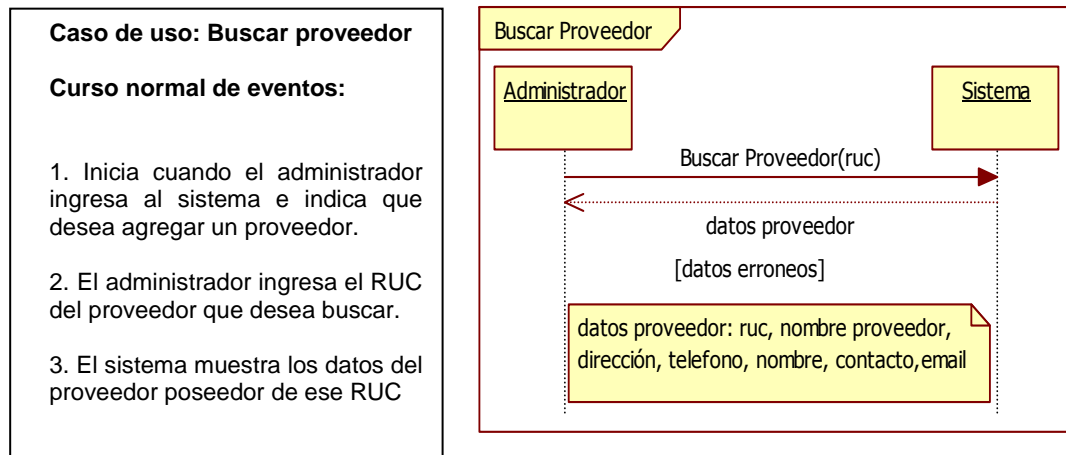 Caso de uso: Buscar proveedor
Curso normal de eventos:
1. Inicia cuando el administrador
ingresa al sistema e indica que
desea agregar un proveedor.
2. El administrador ingresa el RUC
del proveedor que desea buscar.
3. El sistema muestra los datos del
proveedor poseedor de ese RUC
Buscar Proveedor
Administrador
Sistema
Buscar Proveedor(ruc)
datos proveedor
[datos erroneos]
datos proveedor: ruc, nombre proveedor,
dirección, telefono, nombre, contacto,email